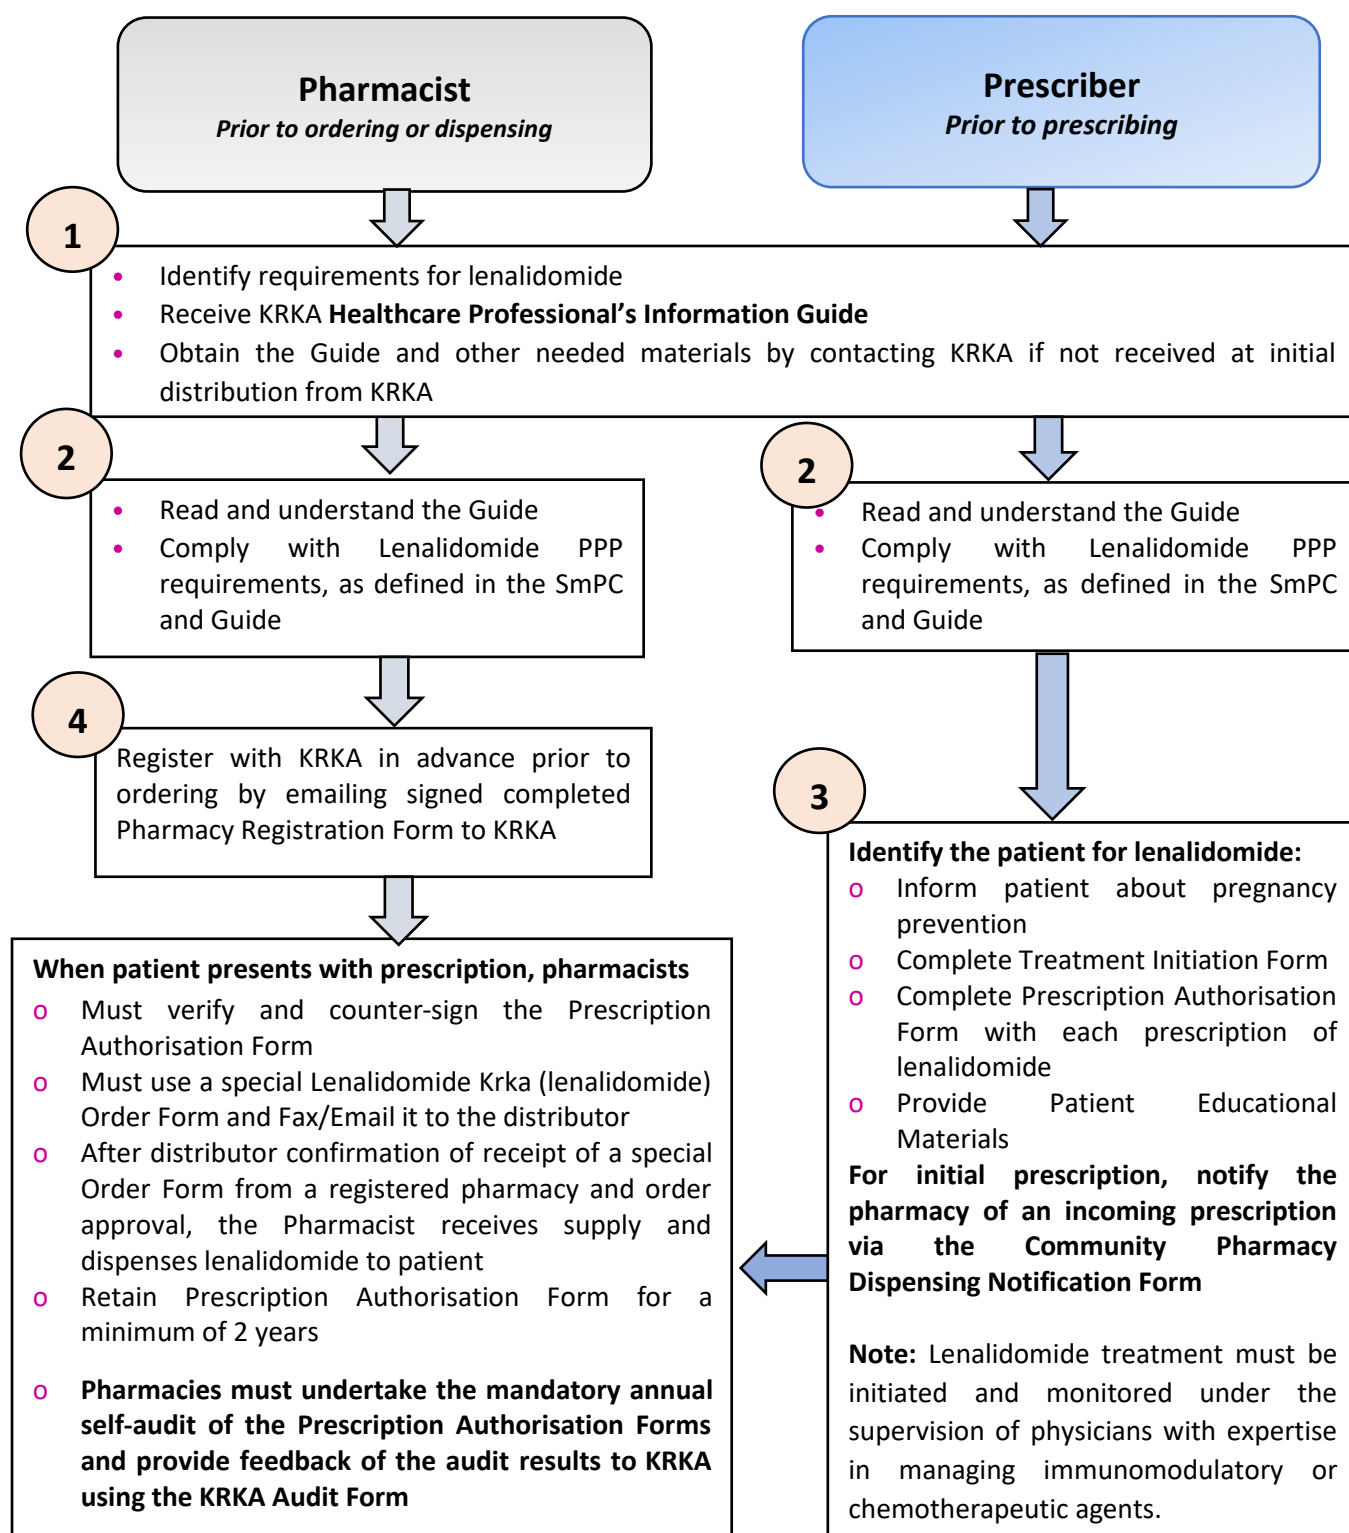 Pharmacist
Prior to ordering or dispensing
Prescriber
Prior to prescribing
1
• Identify requirements for lenalidomide
• Receive KRKA Healthcare Professional’s Information Guide
• Obtain the Guide and other needed materials by contacting KRKA if not received at initial
distribution from KRKA
2
• Read and understand the Guide
• Comply with Lenalidomide PPP
requirements, as defined in the SmPC
and Guide
2
• Read and understand the Guide
• Comply with Lenalidomide PPP
requirements, as defined in the SmPC
and Guide
4
Register with KRKA in advance prior to
ordering by emailing signed completed
Pharmacy Registration Form to KRKA
3
Identify the patient for lenalidomide:
o Inform patient about pregnancy
prevention
o Complete Treatment Initiation Form
o Complete Prescription Authorisation
Form with each prescription of
lenalidomide
o Provide Patient Educational
Materials
For initial prescription, notify the
pharmacy of an incoming prescription
via the Community Pharmacy
Dispensing Notification Form
Note: Lenalidomide treatment must be
initiated and monitored under the
supervision of physicians with expertise
in managing immunomodulatory or
chemotherapeutic agents.
When patient presents with prescription, pharmacists
o Must verify and counter-sign the Prescription
Authorisation Form
o Must use a special Lenalidomide Krka (lenalidomide)
Order Form and Fax/Email it to the distributor
o After distributor confirmation of receipt of a special
Order Form from a registered pharmacy and order
approval, the Pharmacist receives supply and
dispenses lenalidomide to patient
o Retain Prescription Authorisation Form for a
minimum of 2 years
o Pharmacies must undertake the mandatory annual
self-audit of the Prescription Authorisation Forms
and provide feedback of the audit results to KRKA
using the KRKA Audit Form